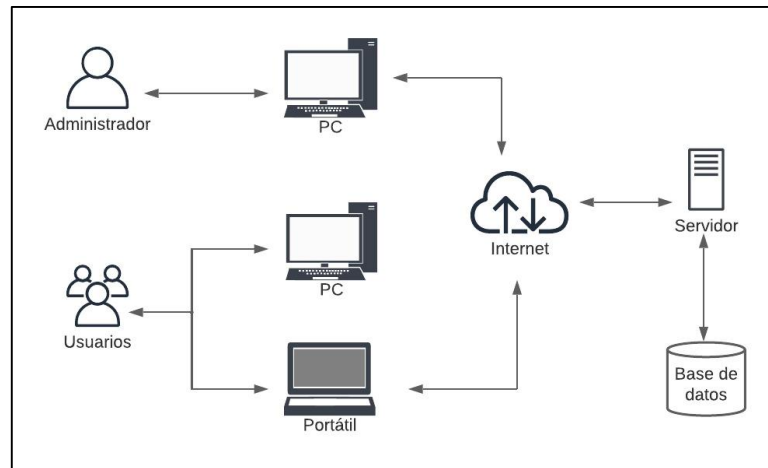 Administrador
PC
Internet
Servidor
PC
Usuarios
Portátil
Base de
datos